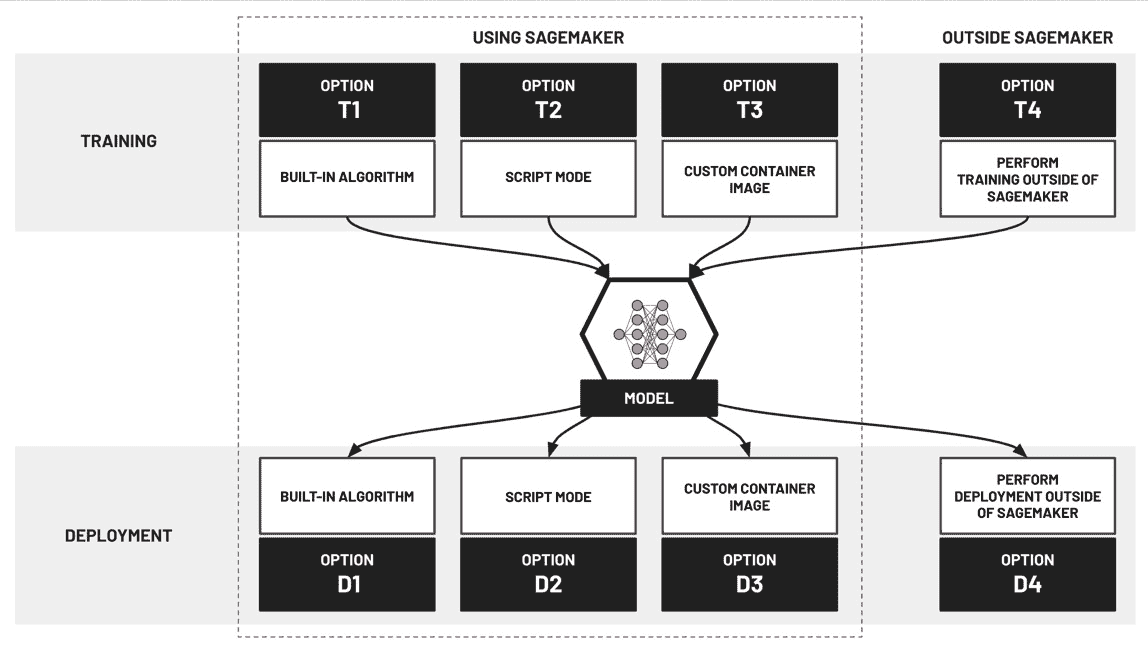 USING SAGEMAKER
OUTSIDE SAGEMAKER
TRAINING
OPTION
T1
BUILT-IN ALGORITHM
OPTION
T2
SCRIPT MODE
OPTION
T3
CUSTOM CONTAINER
IMAGE
OPTION
T4
PERFORM
TRAINING OUTSIDE OF
SAGEMAKER
MODEL
DEPLOYMENT
BUILT-IN ALGORITHM
OPTION
D1
SCRIPT MODE
OPTION
D2
CUSTOM CONTAINER
IMAGE
OPTION
D3
PERFORM
DEPLOYMENT OUTSIDE
OF SAGEMAKER
OPTION
D4